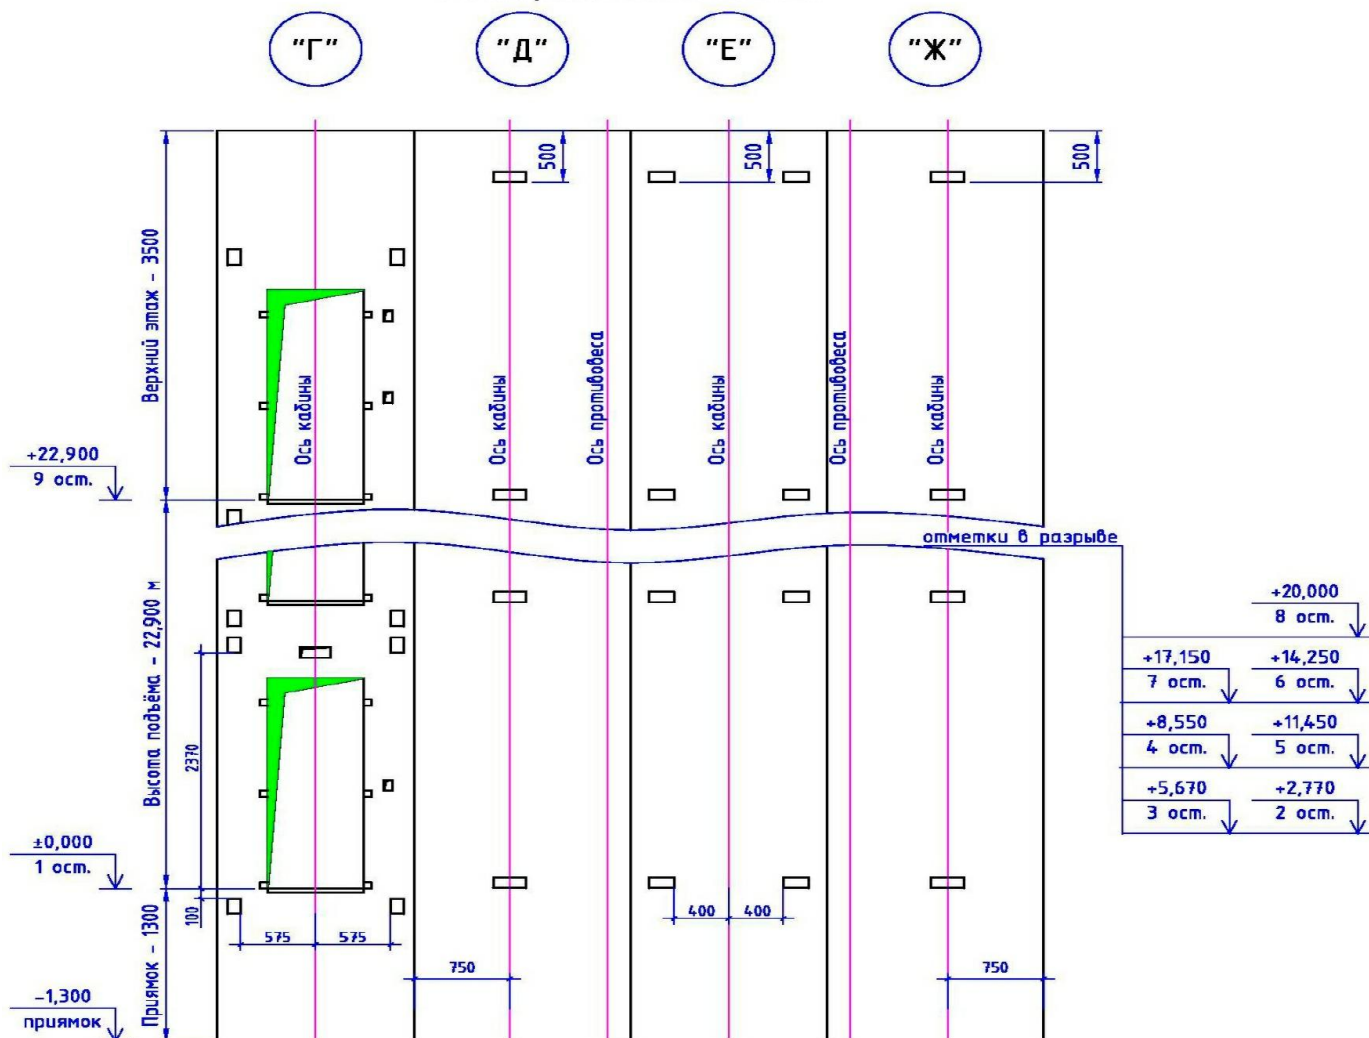 "Г" "Д" "Е" "Ж"
500 500 500
Верхний этаж - 3500
Ось кабины Ось кабины Ось противовеса Ось кабины Ось противовеса Ось кабины
+22,900
9 ост.
отметки в разрыве
Высота подъёма - 22,900 м
+20,000
8 ост.
+17,150 +14,250
7 ост. 6 ост.
+8,550 +11,450
4 ост. 5 ост.
+5,670 +2,770
3 ост. 2 ост.
2370
±0,000
1 ост.
100
400 400
575 575
750 750
Приямок - 1300
-1,300
приямок